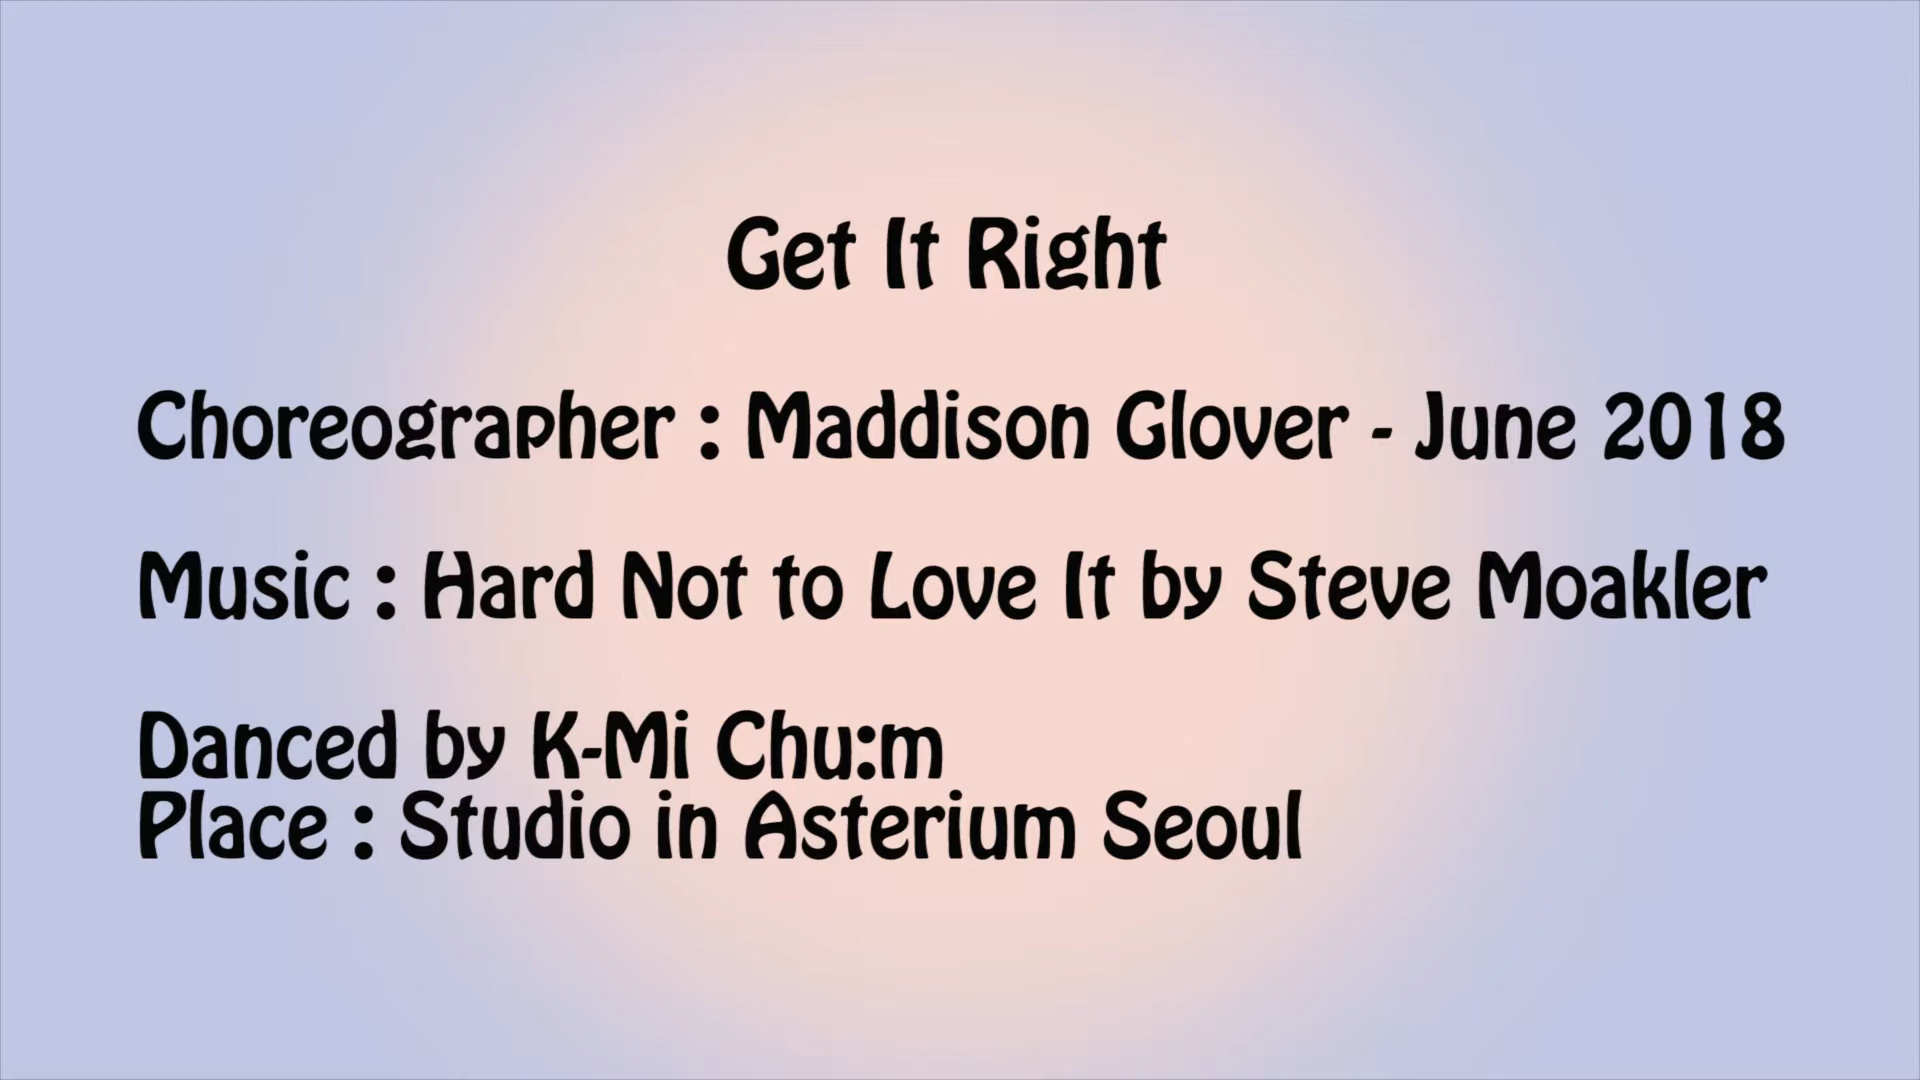 Get It Right
Choreographer : Maddison Glover - June 2018
Music : Hard Not to Love It by Steve Moakler
Danced by K-Mi Chu:m
Place : Studio in Asterium Seoul